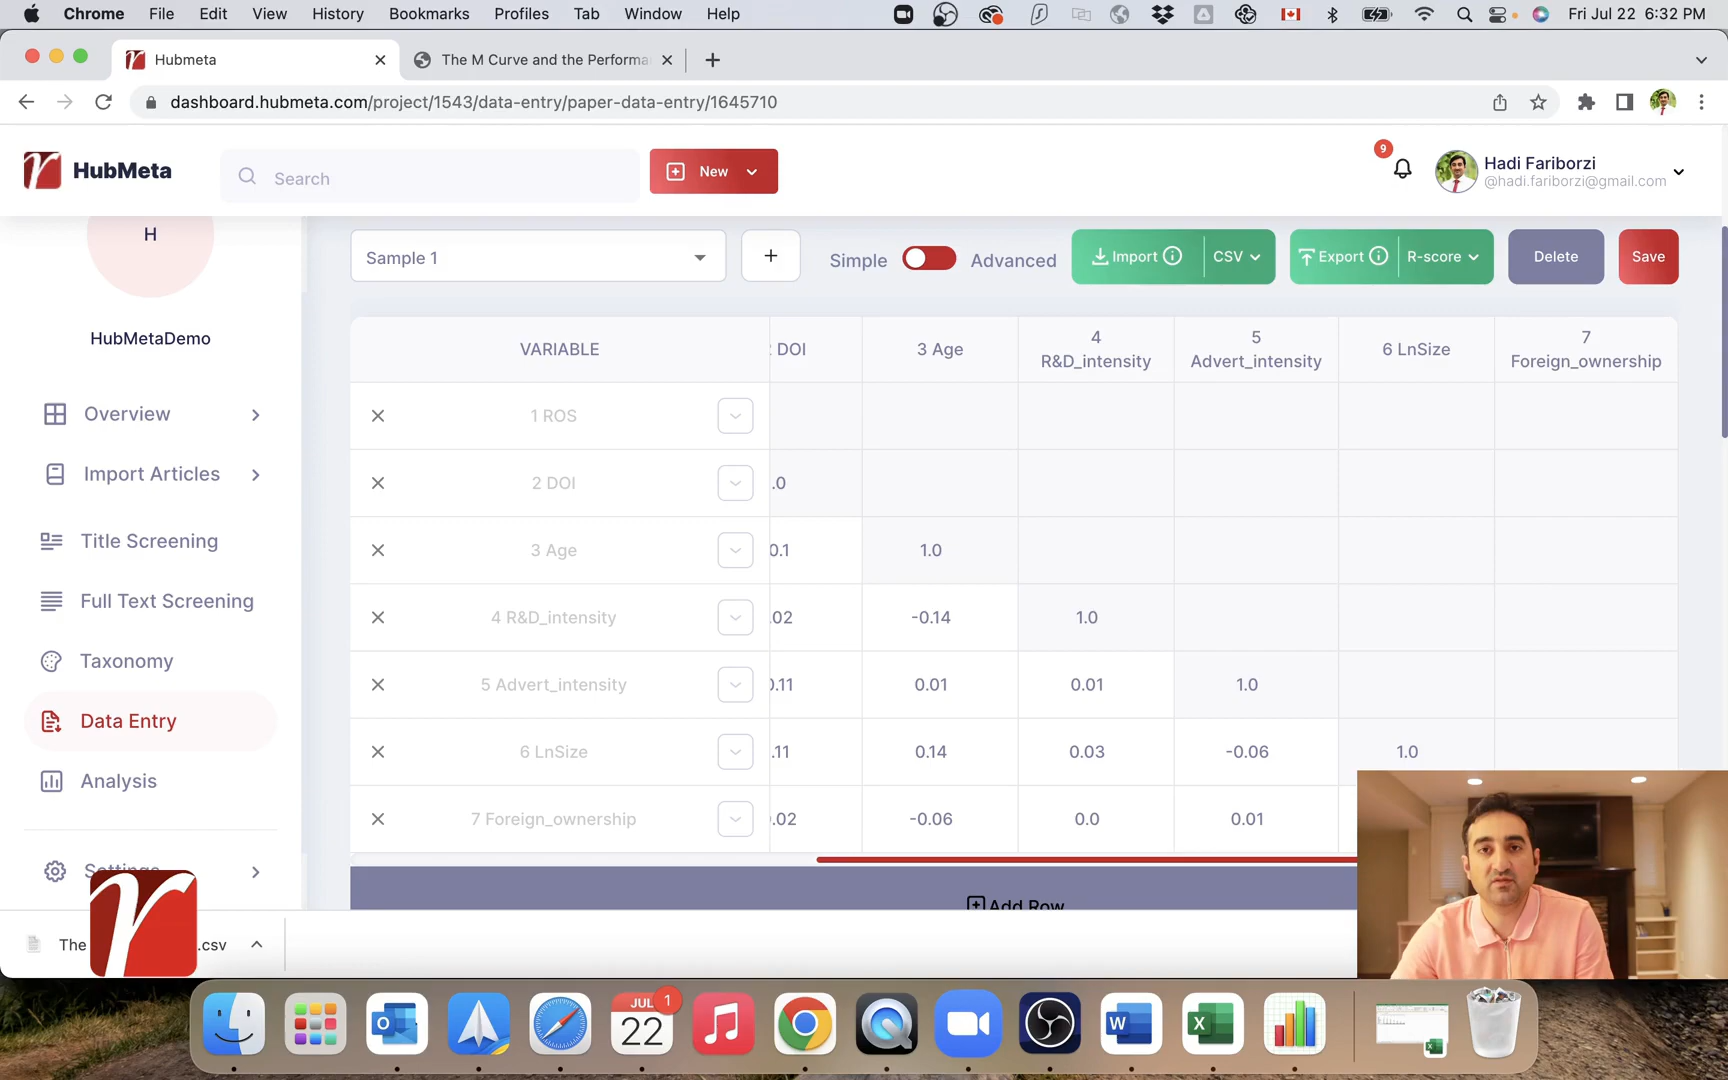 Chrome File Edit View History Bookmarks Profiles Tab Window Help Fri Jul 22 6:32 PM
Hubmeta The M Curve and the Performa
dashboard.hubmeta.com/project/1543/data-entry/paper-data-entry/1645710
HubMeta Search New 9 Hadi Fariborzi
@hadi.fariborzi@gmail.com
H
Sample 1 + Simple Advanced Import CSV Export R-score Delete Save
HubMetaDemo
VARIABLE DOI 3 Age 4 R&D_intensity 5 Advert_intensity 6 LnSize 7 Foreign_ownership
1 ROS
2 DOI .0
3 Age 0.1 1.0
4 R&D_intensity .02 -0.14 1.0
5 Advert_intensity 0.11 0.01 0.01 1.0
6 LnSize .11 0.14 0.03 -0.06 1.0
7 Foreign_ownership .02 -0.06 0.0 0.01
Add Row
Overview
Import Articles
Title Screening
Full Text Screening
Taxonomy
Data Entry
Analysis
Settings
The .csv
JUL 1
22